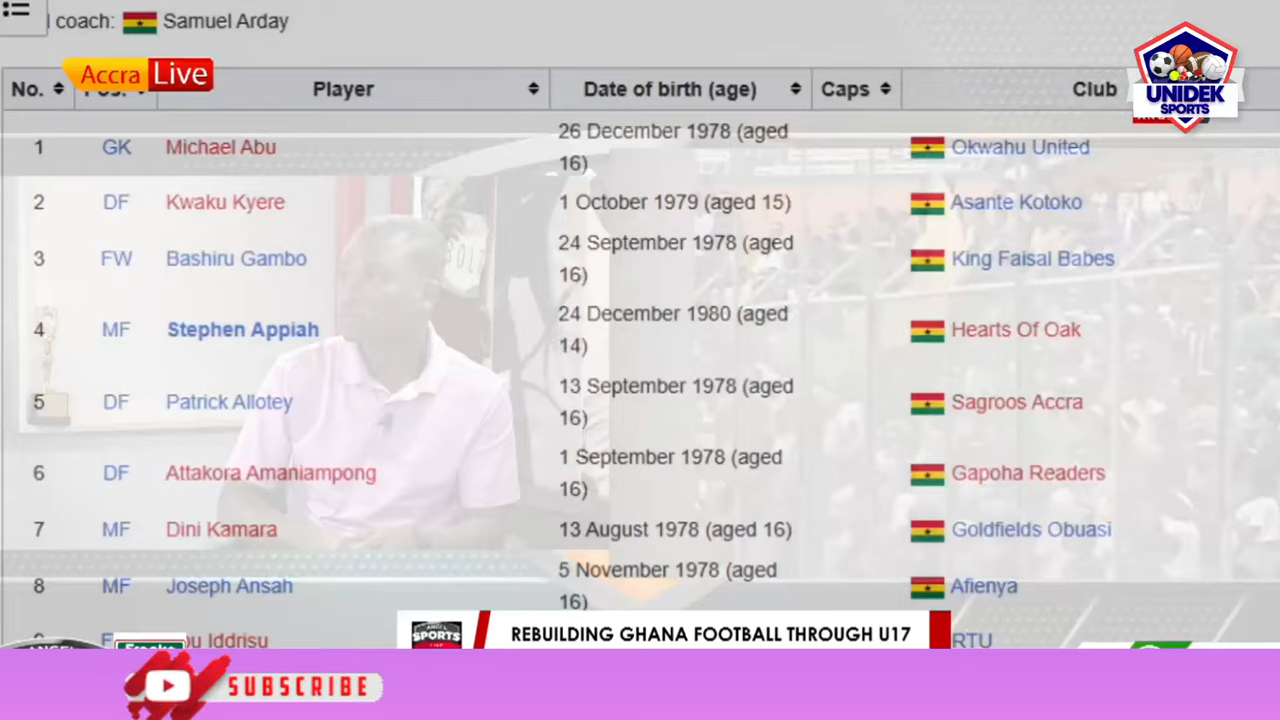 coach: Samuel Arday
Accra Live
UNIDEK
SPORTS
No. Pos. Player Date of birth (age) Caps Club
1 GK Michael Abu 26 December 1978 (aged 16) Okwahu United
2 DF Kwaku Kyere 1 October 1979 (aged 15) Asante Kotoko
3 FW Bashiru Gambo 24 September 1978 (aged 16) King Faisal Babes
4 MF Stephen Appiah 24 December 1980 (aged 14) Hearts Of Oak
5 DF Patrick Allotey 13 September 1978 (aged 16) Sagroos Accra
6 DF Attakora Amaniampong 1 September 1978 (aged 16) Gapoha Readers
7 MF Dini Kamara 13 August 1978 (aged 16) Goldfields Obuasi
8 MF Joseph Ansah 5 November 1978 (aged 16) Afienya
Iddrisu RTU
SPORTS
REBUILDING GHANA FOOTBALL THROUGH U17
SUBSCRIBE